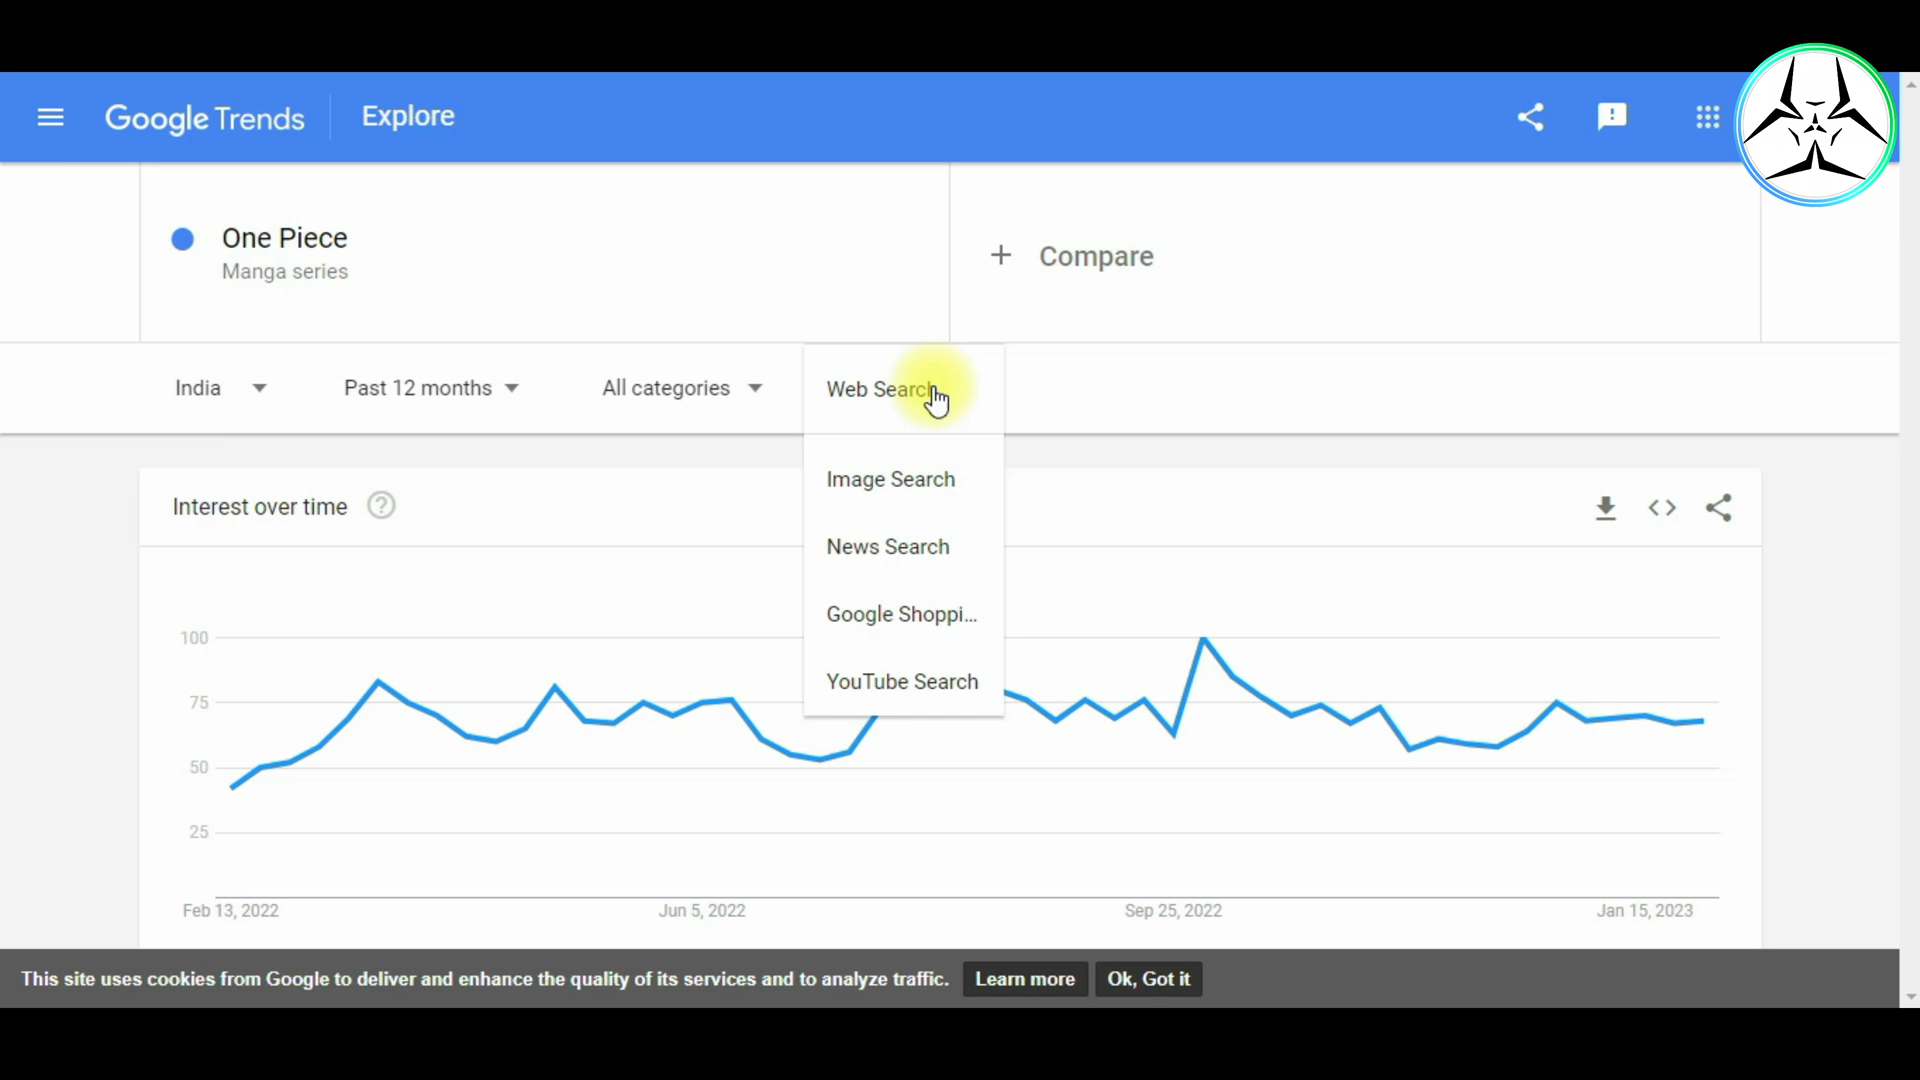 Google Trends
Explore
One Piece
Manga series
+ Compare
India
Past 12 months
All categories
Web Search
Image Search
News Search
Google Shoppi...
YouTube Search
Interest over time
100
75
50
25
Feb 13, 2022
Jun 5, 2022
Sep 25, 2022
Jan 15, 2023
This site uses cookies from Google to deliver and enhance the quality of its services and to analyze traffic. Learn more Ok, Got it